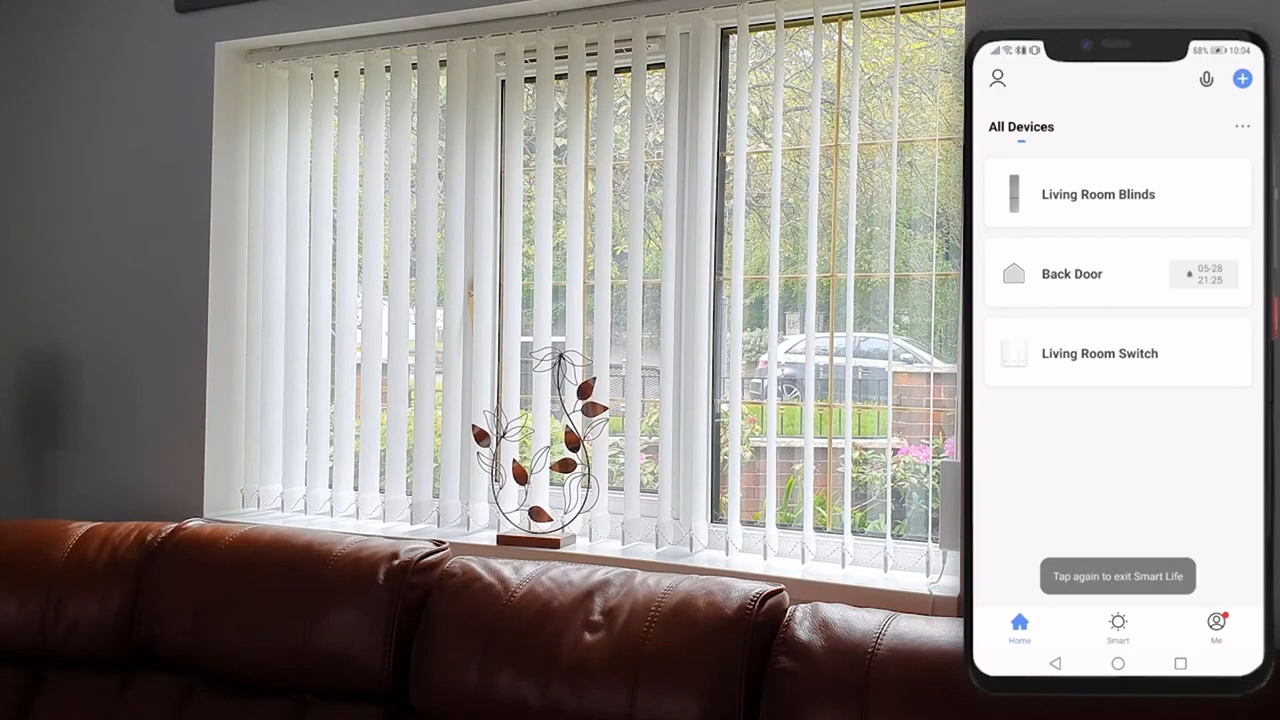 88% 10:04
All Devices
Living Room Blinds
Back Door
05-28
21:25
Living Room Switch
Tap again to exit Smart Life
Home
Smart
Me